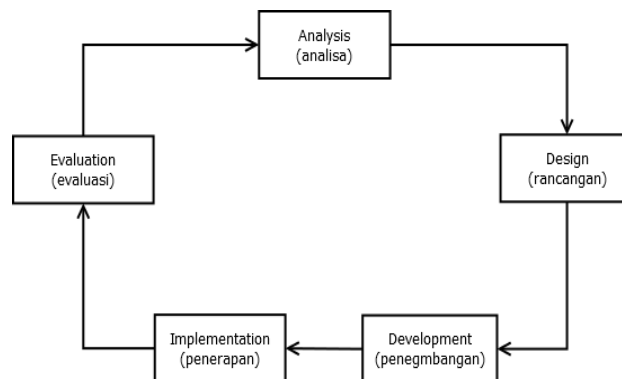 Analysis
(analisa)
Evaluation
(evaluasi)
Design
(rancangan)
Implementation
(penerapan)
Development
(penegmbangan)